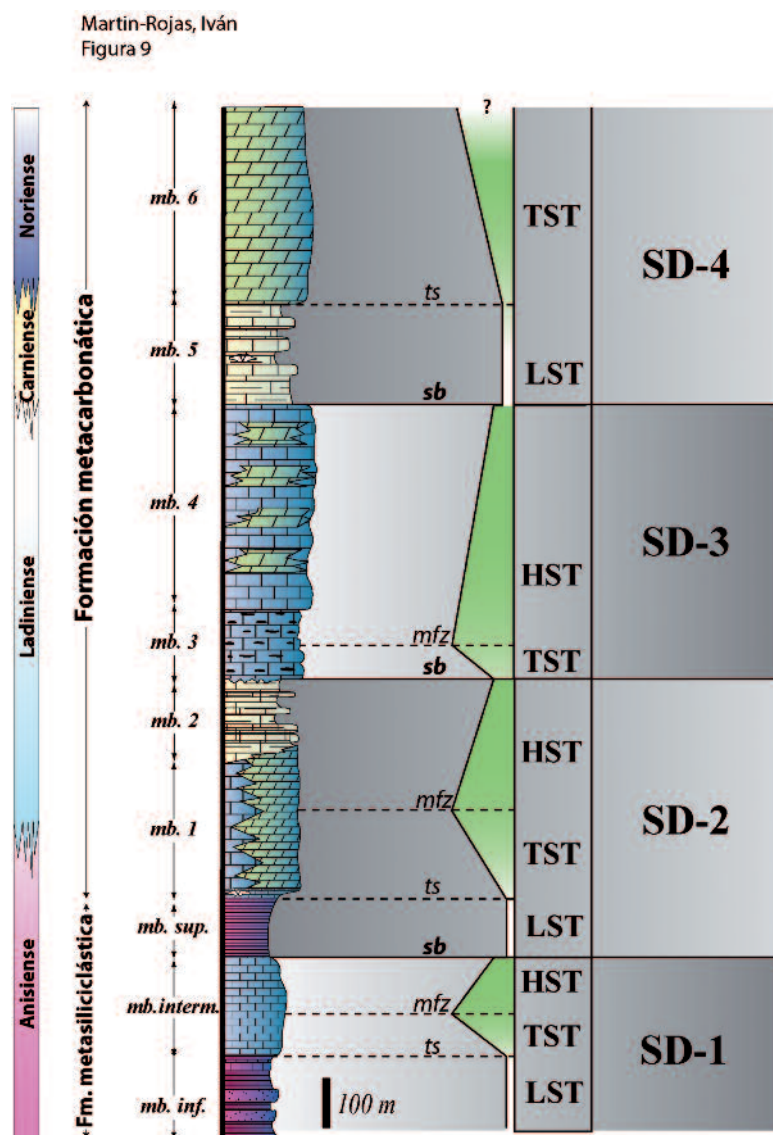 Martin-Rojas, Iván
Figura 9
Noriense
Carniense
Ladiniense
Anisiense
Formación metacarbonática
Fm. metasiliciclástica
mb. 6
mb. 5
mb. 4
mb. 3
mb. 2
mb. 1
mb. sup.
mb.interm.
mb. inf.
?
ts
sb
mfz
sb
mfz
ts
sb
mfz
ts
100 m
TST
LST
HST
TST
HST
TST
LST
HST
TST
LST
SD-4
SD-3
SD-2
SD-1